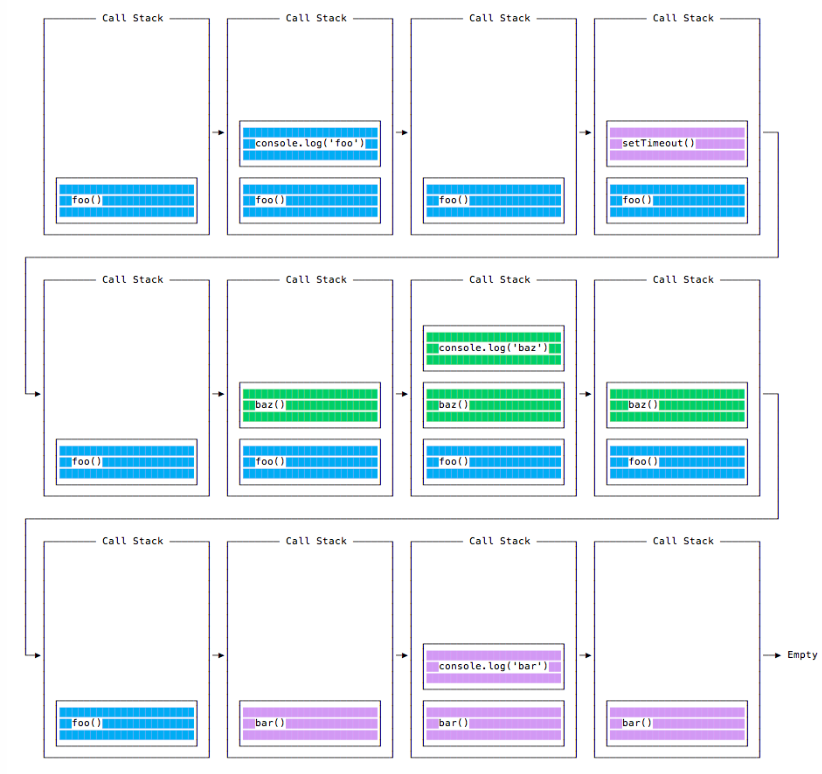 Call Stack
Call Stack
Call Stack
Call Stack
console.log('foo')
setTimeout()
foo()
foo()
foo()
foo()
Call Stack
Call Stack
Call Stack
Call Stack
console.log('baz')
baz()
baz()
baz()
foo()
foo()
foo()
foo()
Call Stack
Call Stack
Call Stack
Call Stack
Empty
console.log('bar')
foo()
bar()
bar()
bar()